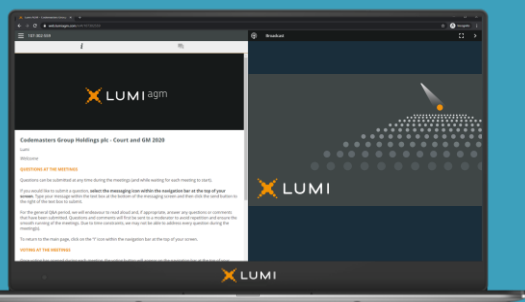 Broadcast
LUMI agm
Codemasters Group Holdings plc - Court and GM 2020
Lumi
Welcome
QUESTIONS AT THE MEETINGS
Questions can be submitted at any time during the meetings (and while waiting for each meeting to start).
If you would like to submit a question, select the messaging icon within the navigation bar at the top of your
screen. Type your message within the text box at the bottom of the messaging screen and then click the send button to
the right of the text box to submit.
For the general Q&A period, we will endeavour to read aloud and, if appropriate, answer any questions or comments
that have been submitted. Questions and comments will first be sent to a moderator to avoid repetition and ensure the
smooth running of the meetings. Due to time constraints, we may not be able to address every question during the
meeting(s).
To return to the main page, click on the "i" icon within the navigation bar at the top of your screen.
VOTING AT THE MEETINGS
LUMI
LUMI